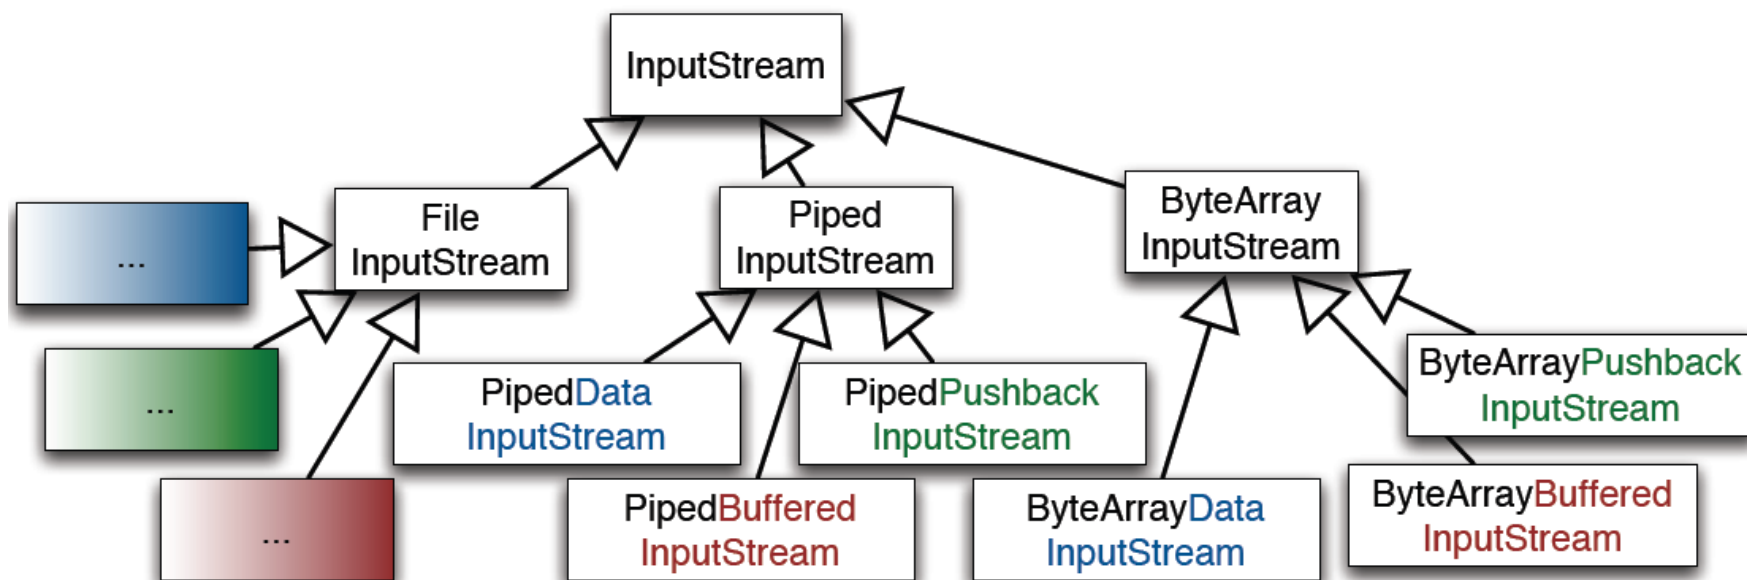 InputStream
File
InputStream
Piped
InputStream
ByteArray
InputStream
...
...
...
PipedData
InputStream
PipedPushback
InputStream
ByteArrayPushback
InputStream
PipedBuffered
InputStream
ByteArrayData
InputStream
ByteArrayBuffered
InputStream